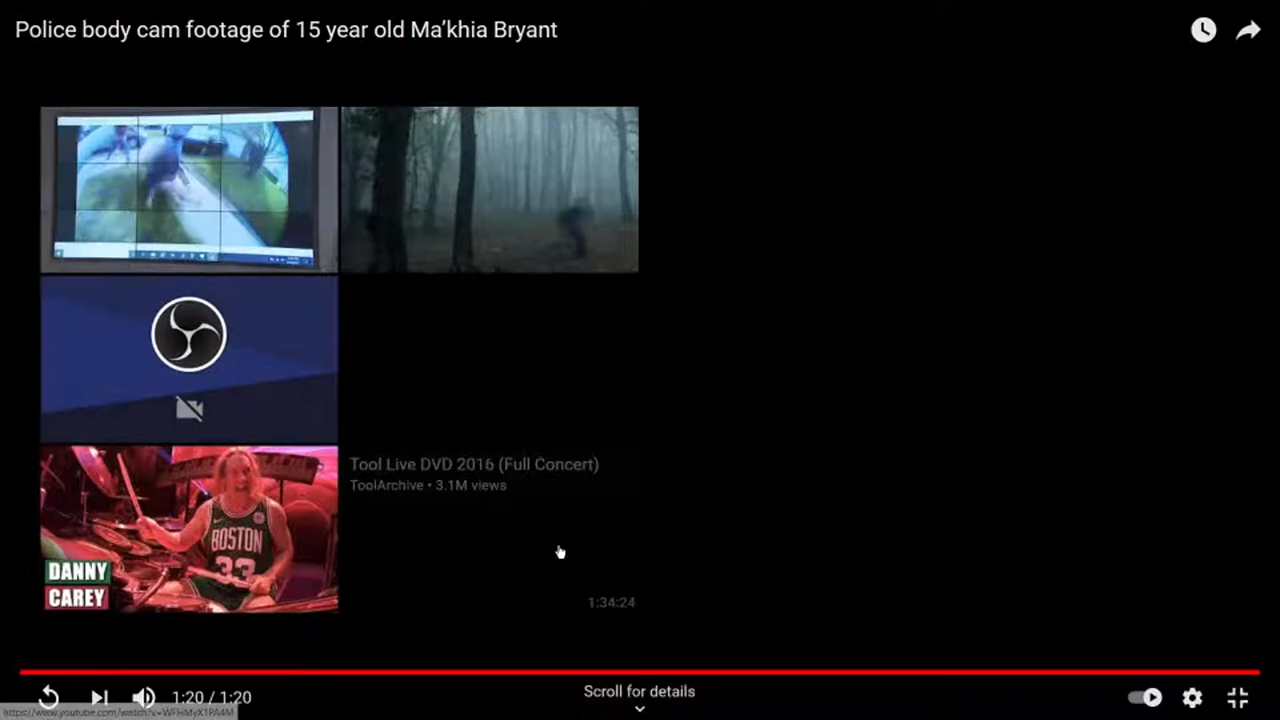 Police body cam footage of 15 year old Ma’khia Bryant
BOSTON
33
DANNY
CAREY
Tool Live DVD 2016 (Full Concert)
ToolArchive • 3.1M views
1:34:24
1:20 / 1:20
Scroll for details